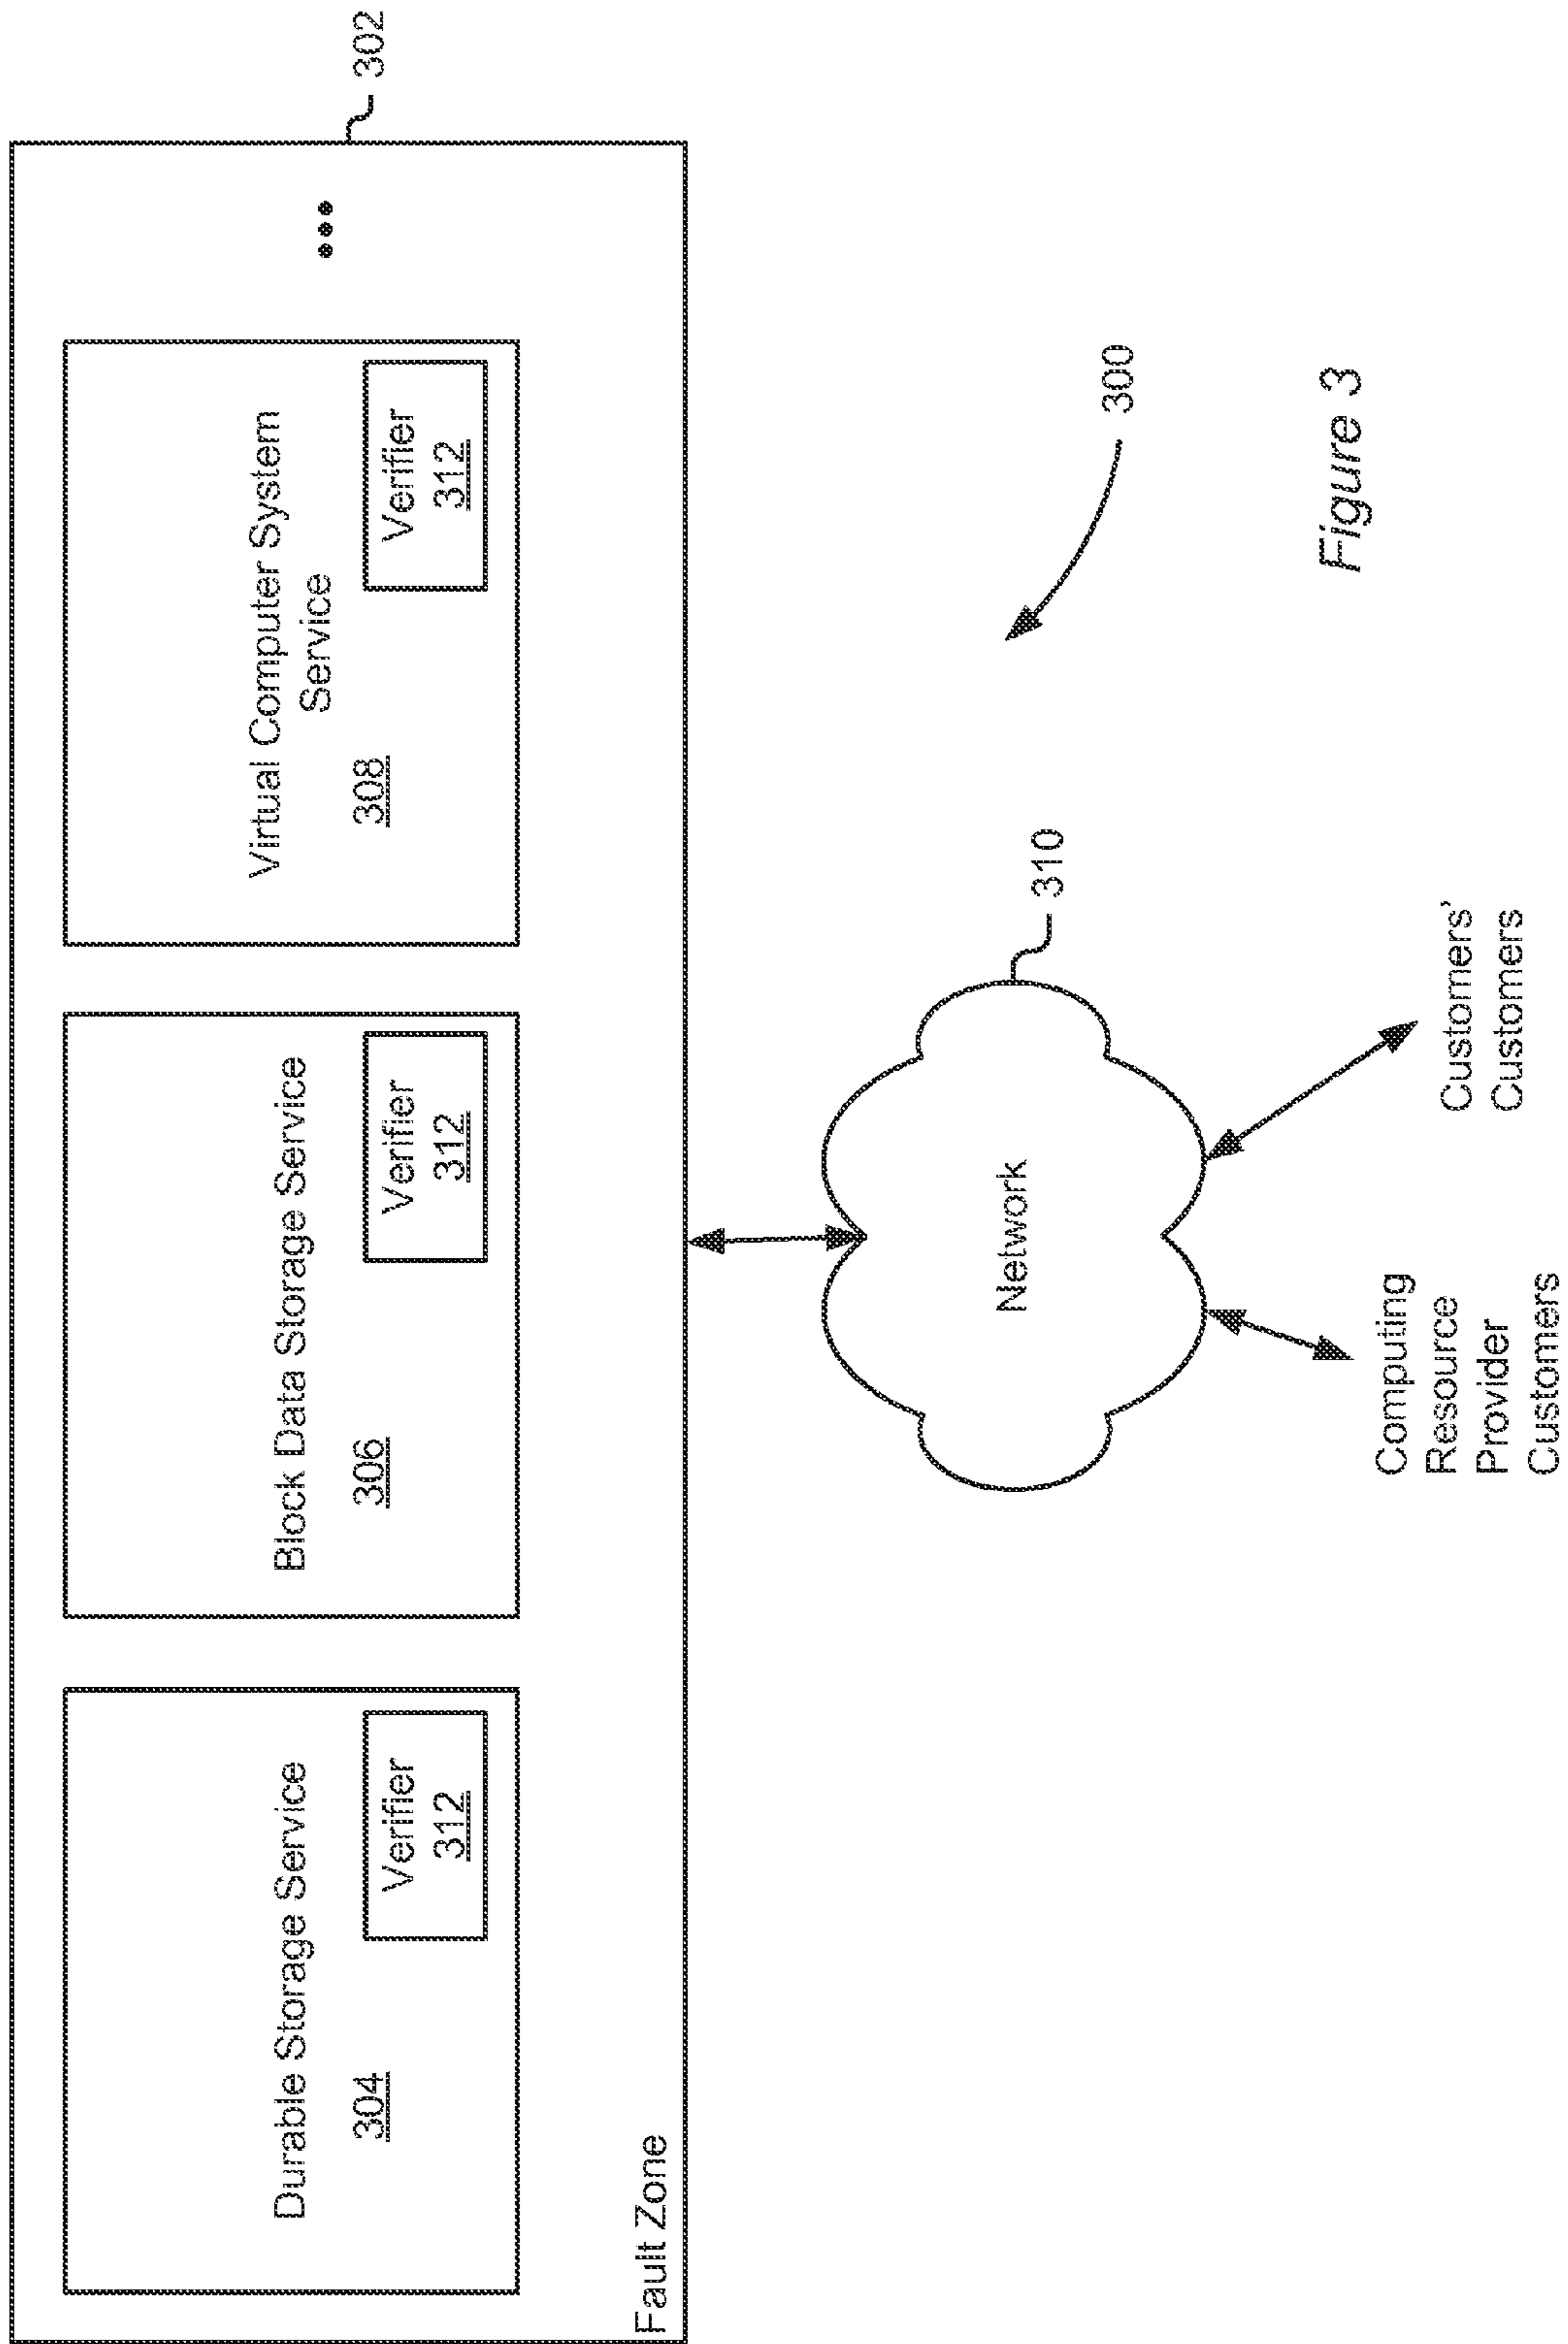 302
Durable Storage Service
304
Verifier
312
Block Data Storage Service
306
Verifier
312
Virtual Computer System
Service
308
Verifier
312
•••
Fault Zone
Network
310
300
Computing
Resource
Provider
Customers
Customers'
Customers
Figure 3